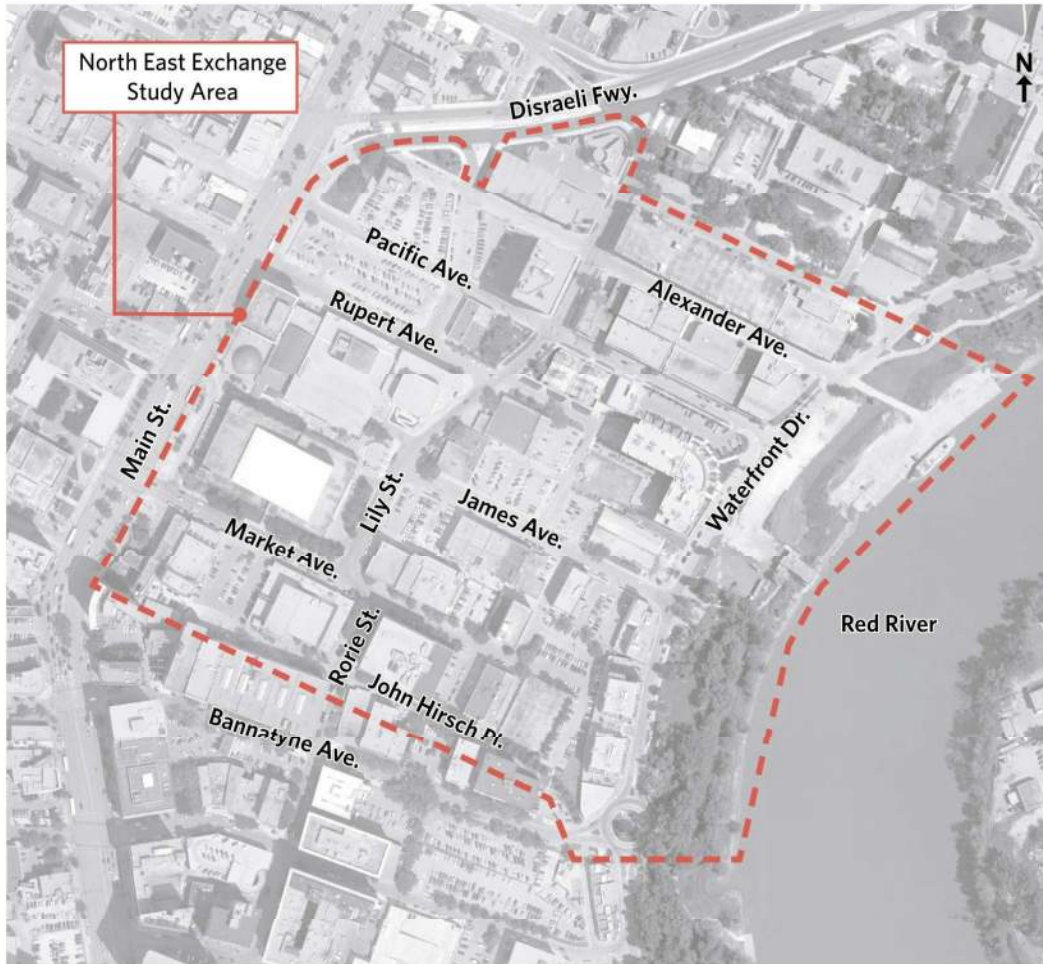 North East Exchange
Study Area
N
Disraeli Fwy.
Pacific Ave.
Rupert Ave.
Alexander Ave.
Main St.
Lily St.
James Ave.
Waterfront Dr.
Market Ave.
Rorie St.
Red River
John Hirsch Pl.
Bannatyne Ave.